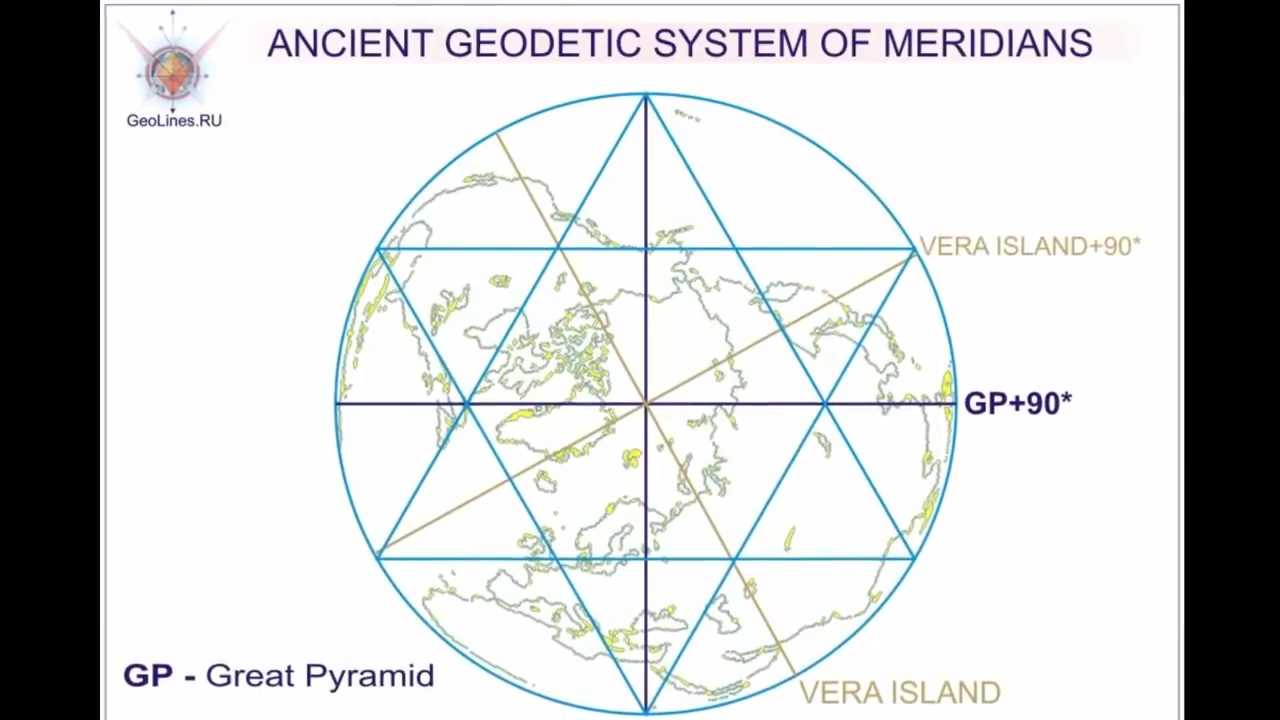 ANCIENT GEODETIC SYSTEM OF MERIDIANS
GeoLines.RU
VERA ISLAND+90*
GP+90*
GP - Great Pyramid
VERA ISLAND